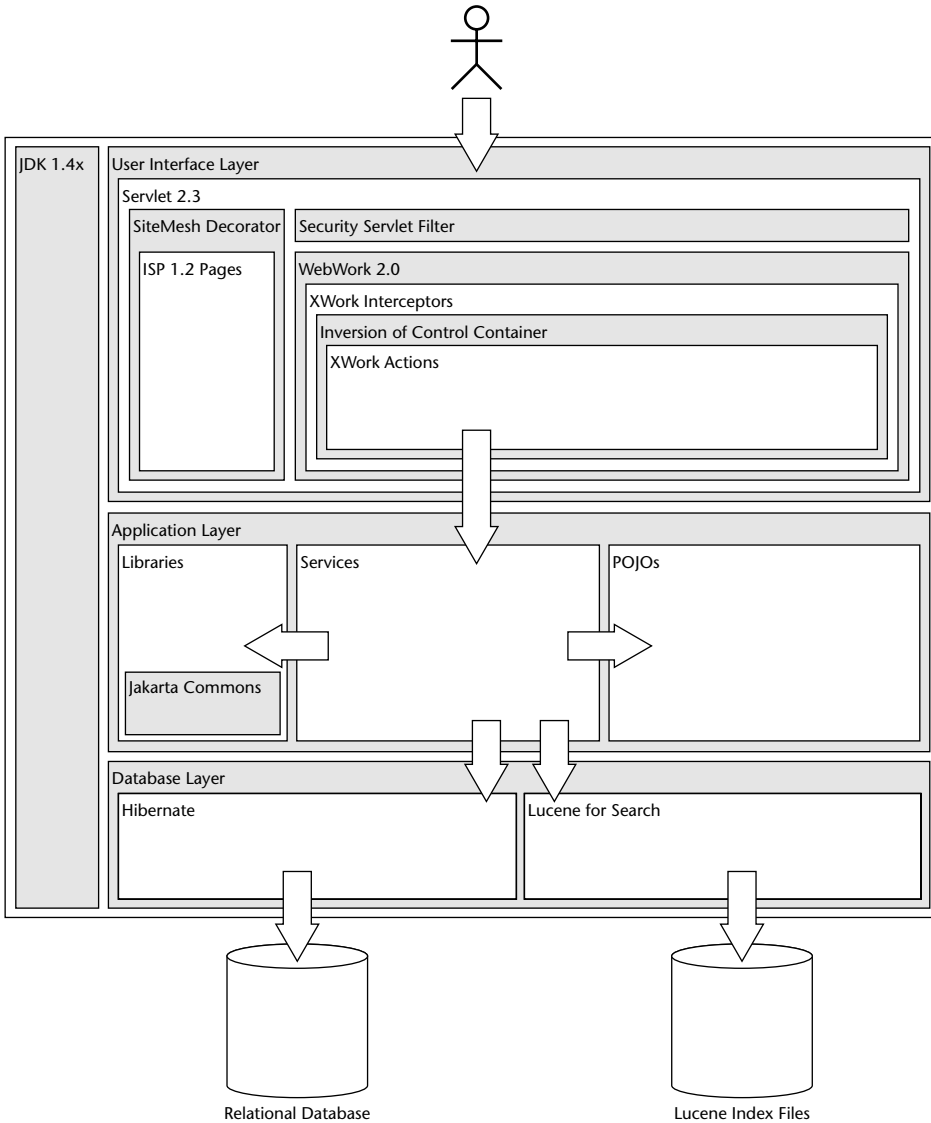 JDK 1.4x
User Interface Layer
Servlet 2.3
SiteMesh Decorator
Security Servlet Filter
ISP 1.2 Pages
WebWork 2.0
XWork Interceptors
Inversion of Control Container
XWork Actions
Application Layer
Libraries
Services
POJOs
Jakarta Commons
Database Layer
Hibernate
Lucene for Search
Relational Database
Lucene Index Files